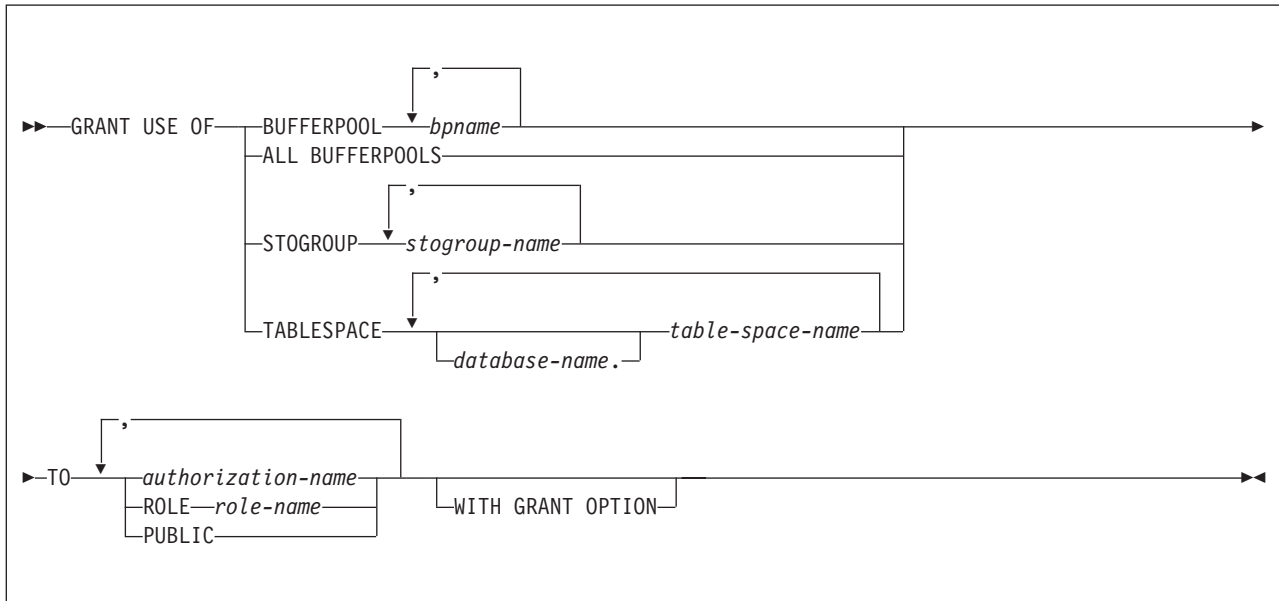 ,
GRANT USE OF BUFFERPOOL bpname
ALL BUFFERPOOLS
,
STOGROUP stogroup-name
,
TABLESPACE table-space-name
database-name.
,
TO authorization-name
ROLE role-name WITH GRANT OPTION
PUBLIC